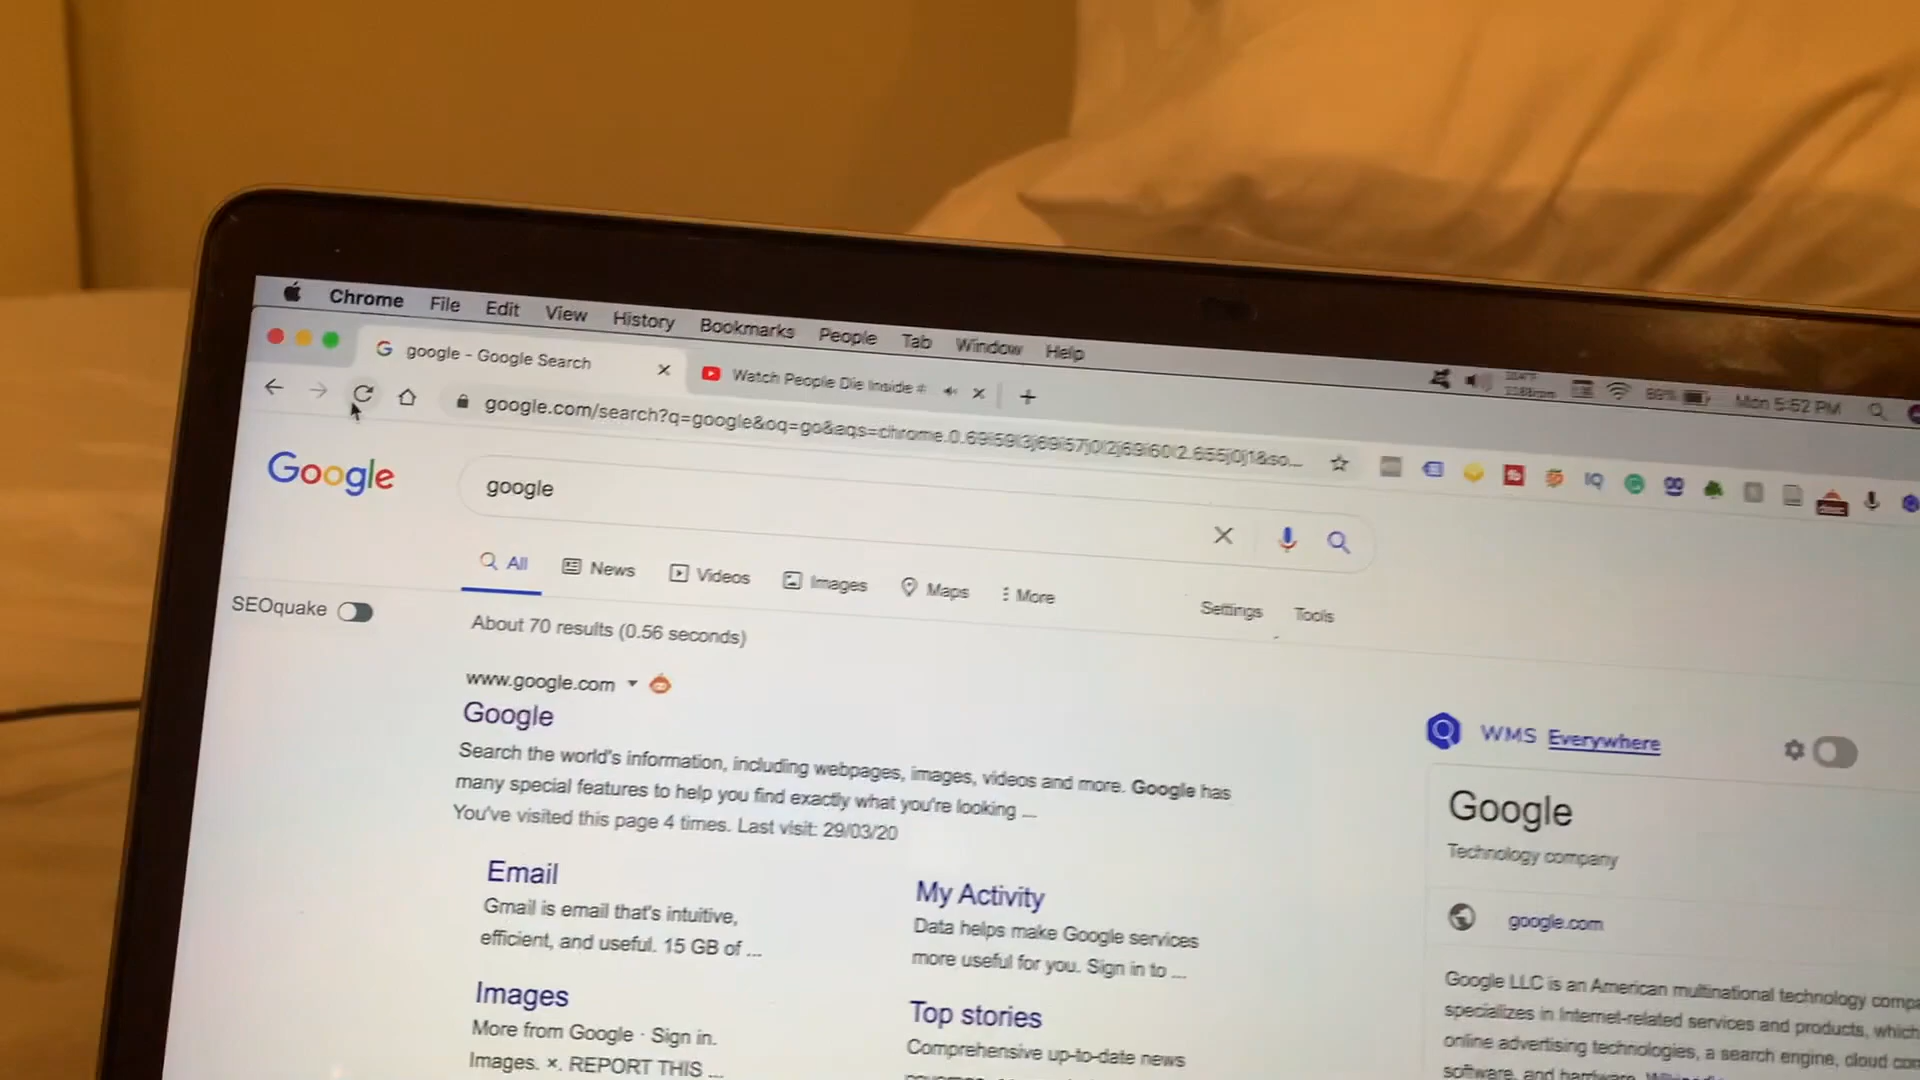 Chrome File Edit View History Bookmarks People Tab Window Help
Mon 5:52 PM
google - Google Search
Watch People Die Inside #
google.com/search?q=google&oq=go&aqs=chrome.0.69i59l3j69i57j0l2j69i60l2.655j0j1&so...
IQ
Google
google
All News Videos Images Maps More
Settings Tools
SEOquake
About 70 results (0.56 seconds)
www.google.com
Google
Search the world's information, including webpages, images, videos and more. Google has
many special features to help you find exactly what you're looking ...
You've visited this page 4 times. Last visit: 29/03/20
Email
Gmail is email that's intuitive,
efficient, and useful. 15 GB of ...
My Activity
Data helps make Google services
more useful for you. Sign in to ...
Images
More from Google · Sign in.
Images. ×. REPORT THIS ...
Top stories
Comprehensive up-to-date news
WMS Everywhere
Google
Technology company
google.com
Google LLC is an American multinational technology
specializes in Internet-related services and products, which
online advertising technologies, a search engine, cloud
software, and hardware.